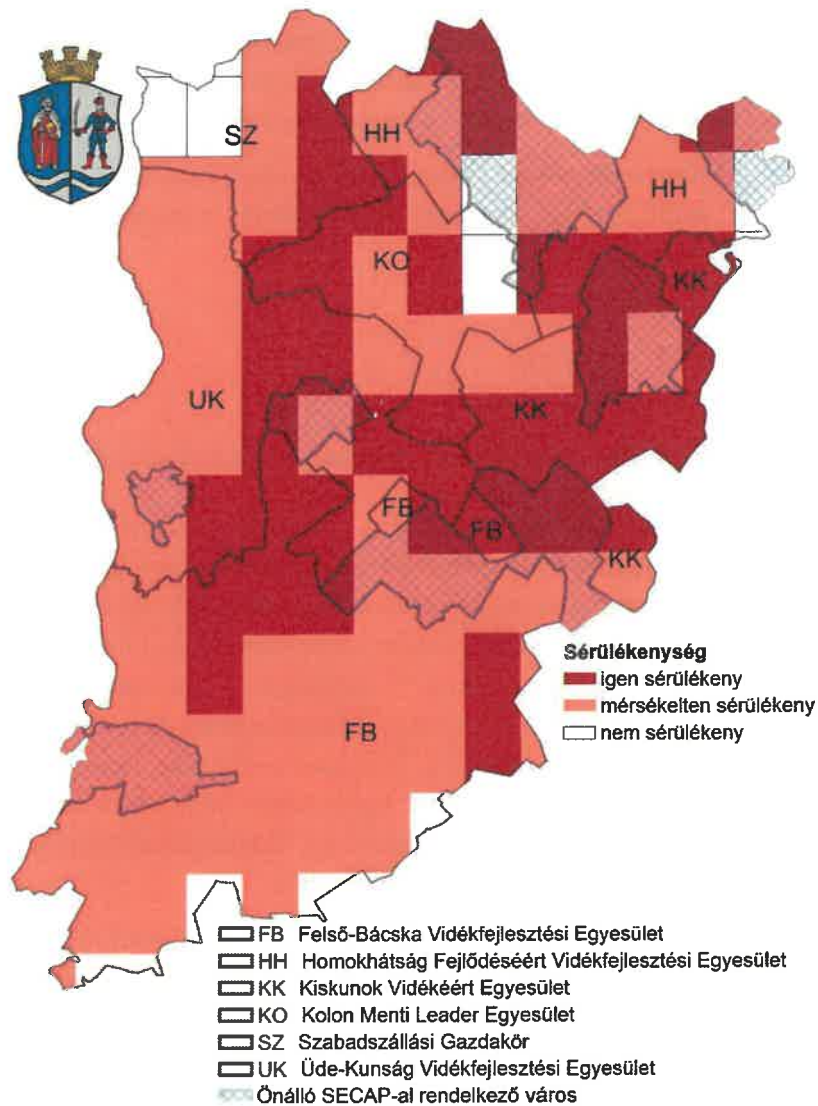 SZ
HH
HH
KO
KK
UK
KK
FB
FB
KK
Sérülékenység
igen sérülékeny
mérsékelten sérülékeny
nem sérülékeny
FB
FB Felső-Bácska Vidékfejlesztési Egyesület
HH Homokhátság Fejlődéséért Vidékfejlesztési Egyesület
KK Kiskunok Vidékéért Egyesület
KO Kolon Menti Leader Egyesület
SZ Szabadszállási Gazdakör
UK Üde-Kunság Vidékfejlesztési Egyesület
Önálló SECAP-al rendelkező város